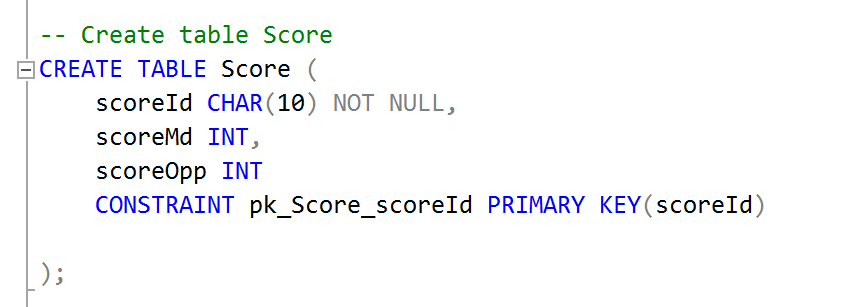 -- Create table Score
CREATE TABLE Score (
    scoreId CHAR(10) NOT NULL,
    scoreMd INT,
    scoreOpp INT
    CONSTRAINT pk_Score_scoreId PRIMARY KEY(scoreId)
);